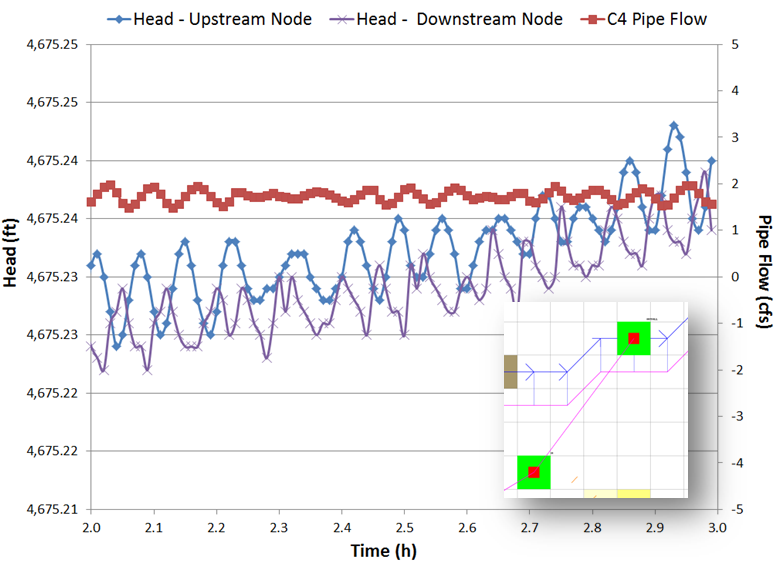 Head - Upstream Node Head - Downstream Node C4 Pipe Flow
4,675.25 5
4,675.25 4
4,675.24 3
4,675.24 2
4,675.23 1
4,675.23 0
4,675.22 -1
4,675.22 -2
4,675.21 -3
-4
-5
Head (ft)
Pipe Flow (cfs)
2.0 2.1 2.2 2.3 2.4 2.5 2.6 2.7 2.8 2.9 3.0
Time (h)